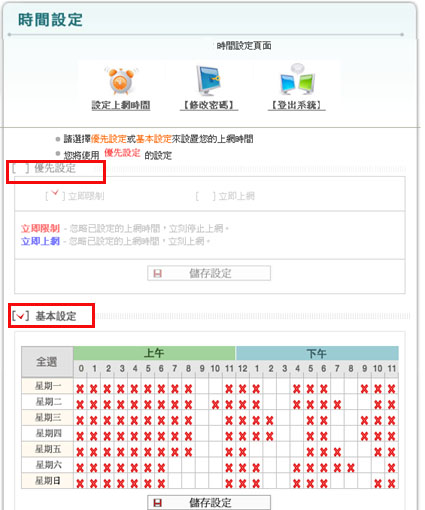 時間設定
時間設定頁面
設定上網時間 【修改密碼】 【登出系統】
請選擇優先設定或基本設定來設置您的上網時間
您將使用 優先設定 的設定
[ ] 優先設定
[ ✓ ] 立即限制 [ ] 立即上網
立即限制 - 忽略已設定的上網時間，立刻停止上網。
立即上網 - 忽略已設定的上網時間，立刻上網。
儲存設定
[✓] 基本設定
全選 上午 下午
0 1 2 3 4 5 6 7 8 9 10 11 12 1 2 3 4 5 6 7 8 9 10 11
星期一
星期二
星期三
星期四
星期五
星期六
星期日
儲存設定